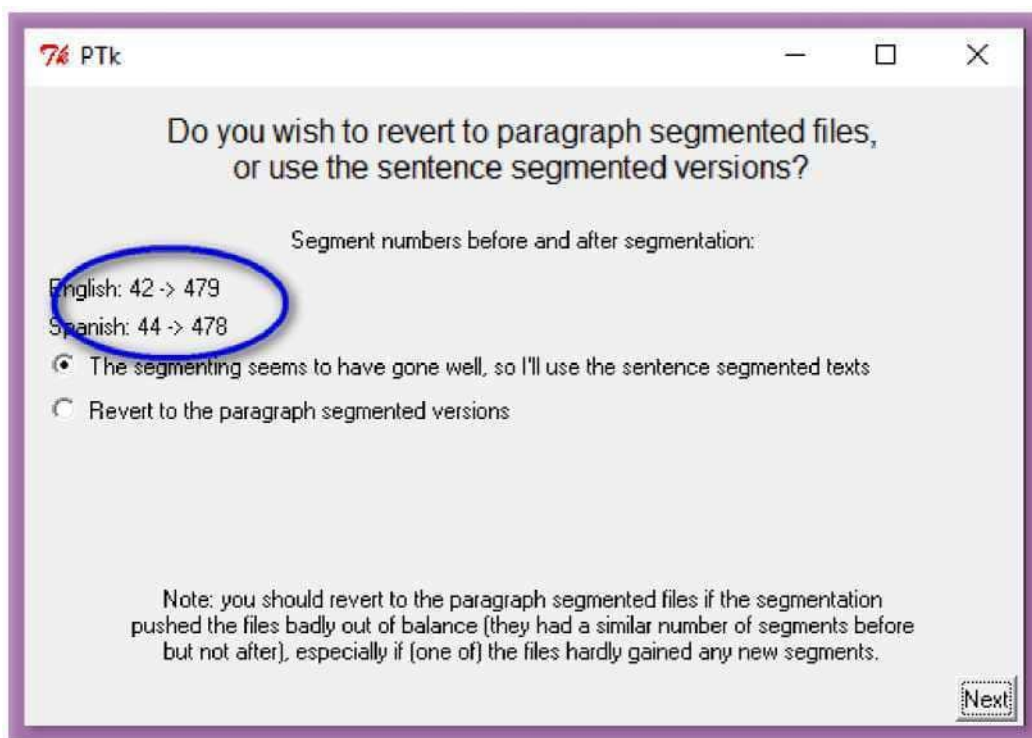 Tk PTk
Do you wish to revert to paragraph segmented files,
or use the sentence segmented versions?
Segment numbers before and after segmentation:
English: 42 -> 479
Spanish: 44 -> 478
The segmenting seems to have gone well, so I'll use the sentence segmented texts
Revert to the paragraph segmented versions
Note: you should revert to the paragraph segmented files if the segmentation
pushed the files badly out of balance (they had a similar number of segments before
but not after), especially if (one of) the files hardly gained any new segments.
Next